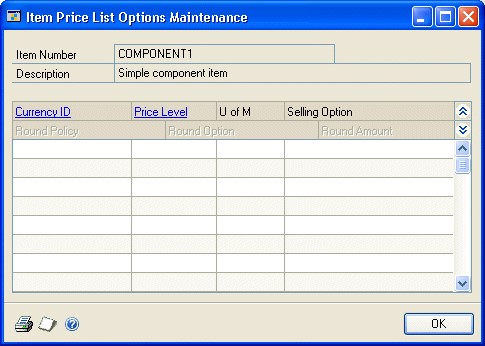 Item Price List Options Maintenance
Item Number COMPONENT1
Description Simple component item
Currency ID Price Level U of M Selling Option
Round Policy Round Option Round Amount
OK